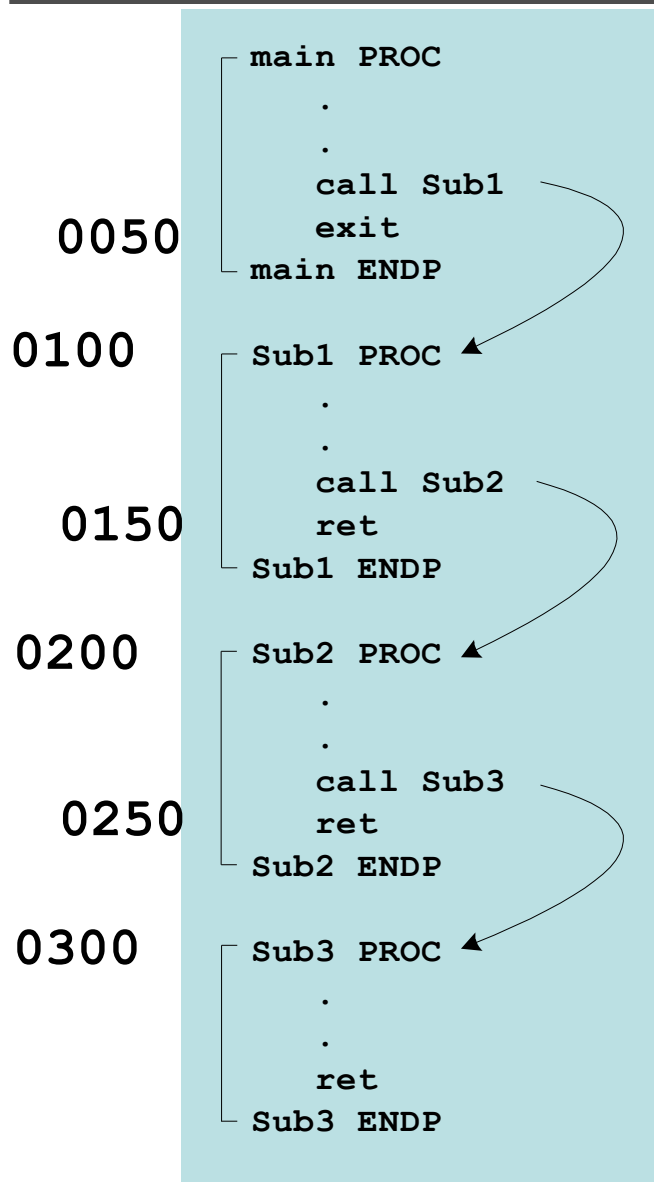 main PROC
.
.
call Sub1
0050 exit
main ENDP
0100 Sub1 PROC
.
.
call Sub2
0150 ret
Sub1 ENDP
0200 Sub2 PROC
.
.
call Sub3
0250 ret
Sub2 ENDP
0300 Sub3 PROC
.
.
ret
Sub3 ENDP